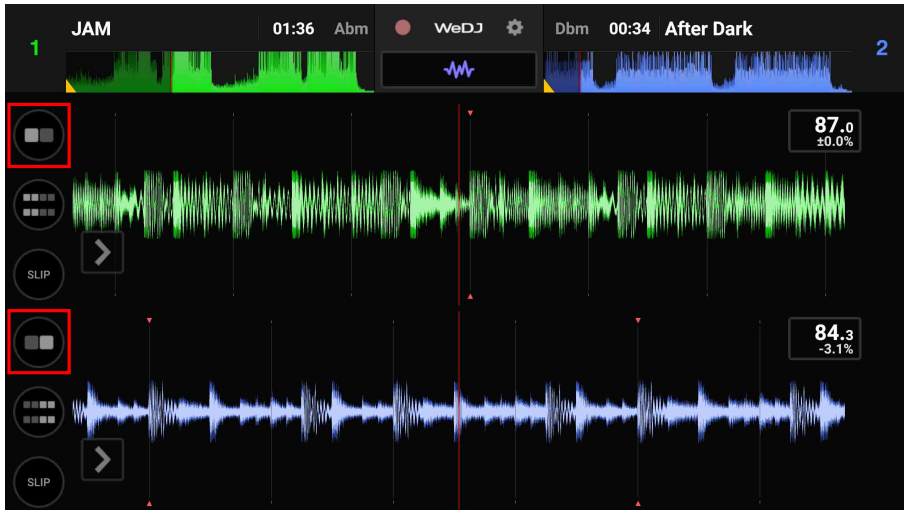 1 JAM 01:36 Abm WeDJ Dbm 00:34 After Dark 2
87.0
±0.0%
SLIP
84.3
-3.1%
SLIP